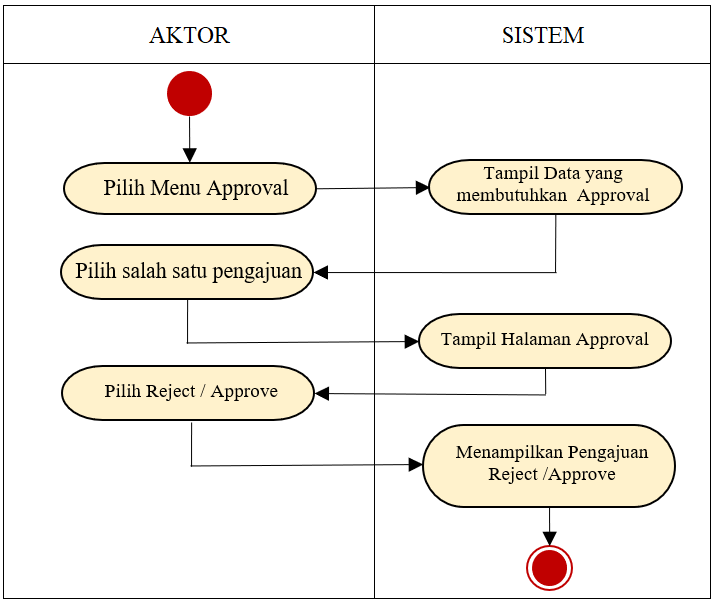 AKTOR
SISTEM
Pilih Menu Approval
Tampil Data yang
membutuhkan Approval
Pilih salah satu pengajuan
Tampil Halaman Approval
Pilih Reject / Approve
Menampilkan Pengajuan
Reject /Approve